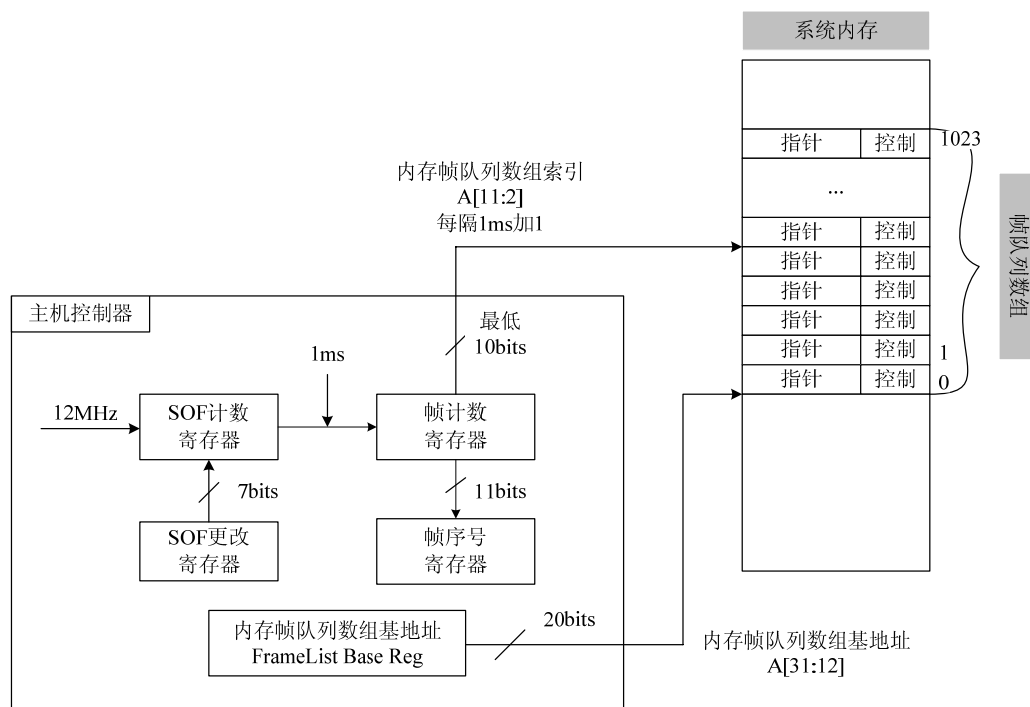 系统内存
指针 控制 1023
...
指针 控制
指针 控制
指针 控制
指针 控制
指针 控制 1
指针 控制 0
帧队列数组
内存帧队列数组索引
A[11:2]
每隔1ms加1
主机控制器
最低
10bits
1ms
12MHz
SOF计数
寄存器
帧计数
寄存器
7bits
11bits
SOF更改
寄存器
帧序号
寄存器
内存帧队列数组基地址
FrameList Base Reg
20bits
内存帧队列数组基地址
A[31:12]